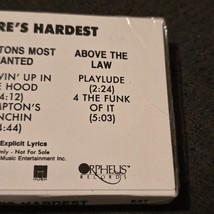 RE'S HARDEST
TONS MOST
ANTED
VIN' UP IN
E HOOD
4:12)
MPTON'S
NCHIN
4:44)
ABOVE THE
LAW
PLAYLUDE
(2:24)
4 THE FUNK
OF IT
(5:03)
Explicit Lyrics
Only - Not For Sale
Music Entertainment Inc.
ORPHEUS
RECORDS